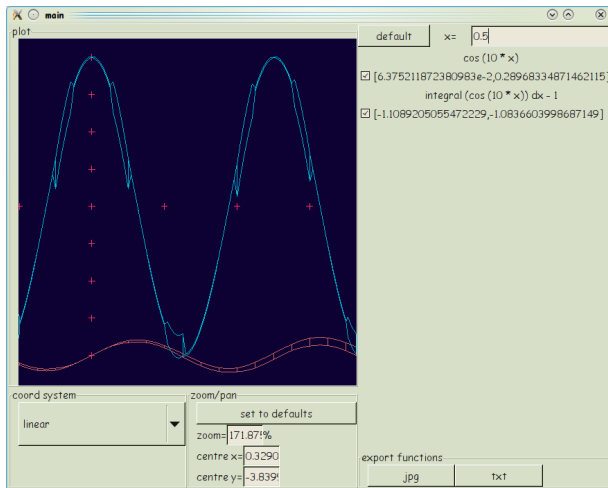 main
plot
default x= 0.5
cos (10 * x)
[6.375211872380983e-2,0.28968334871462115]
integral (cos (10 * x)) dx - 1
[-1.1089205055472229,-1.0836603998687149]
coord system
linear
zoom/pan
set to defaults
zoom= %
centre x= 0.3290
centre y= -3.839
export functions
jpg txt